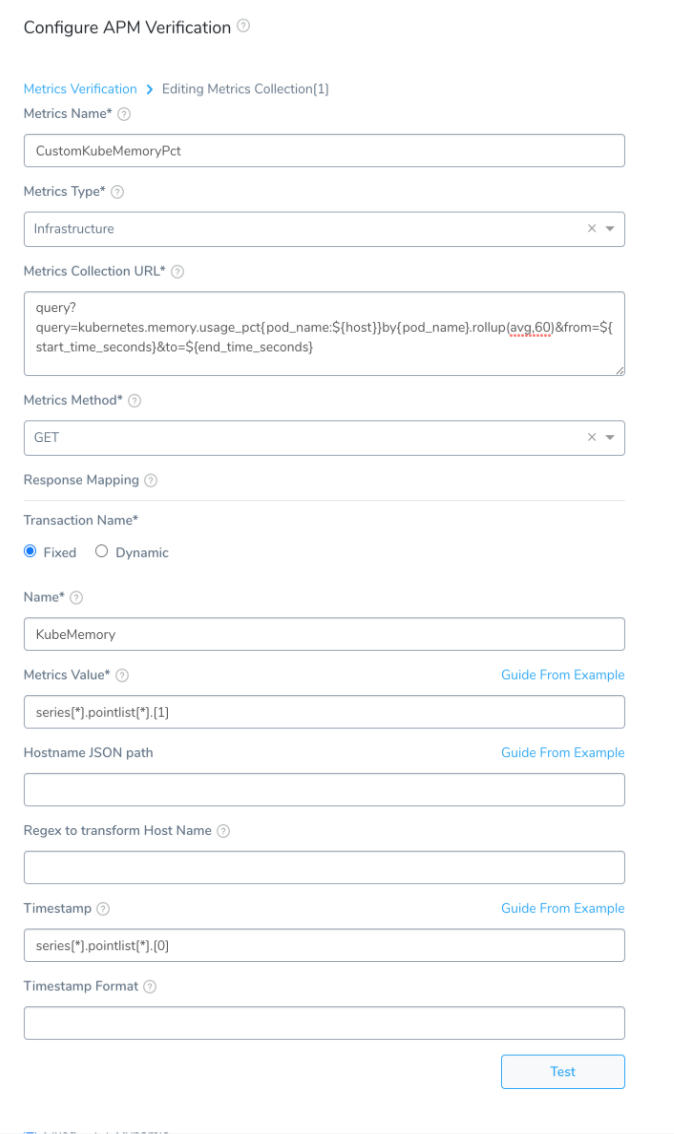 Configure APM Verification ?
Metrics Verification > Editing Metrics Collection[1]
Metrics Name* ?
CustomKubeMemoryPct
Metrics Type* ?
Infrastructure
Metrics Collection URL* ?
query?
query=kubernetes.memory.usage_pct{pod_name:${host}}by{pod_name}.rollup(avg,60)&from=${
start_time_seconds}&to=${end_time_seconds}
Metrics Method* ?
GET
Response Mapping ?
Transaction Name*
Fixed Dynamic
Name* ?
KubeMemory
Metrics Value* ? Guide From Example
series[*].pointlist[*].[1]
Hostname JSON path Guide From Example
Regex to transform Host Name ?
Timestamp ? Guide From Example
series[*].pointlist[*].[0]
Timestamp Format ?
Test